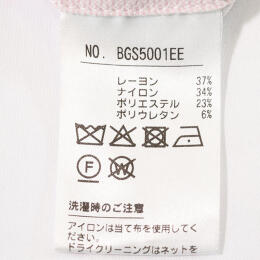 NO. BGS5001EE
レーヨン 37%
ナイロン 34%
ポリエステル 23%
ポリウレタン 6%
F W
洗濯時のご注意
アイロンは当て布を使用してく
ださい。
ドライクリーニングはネットを